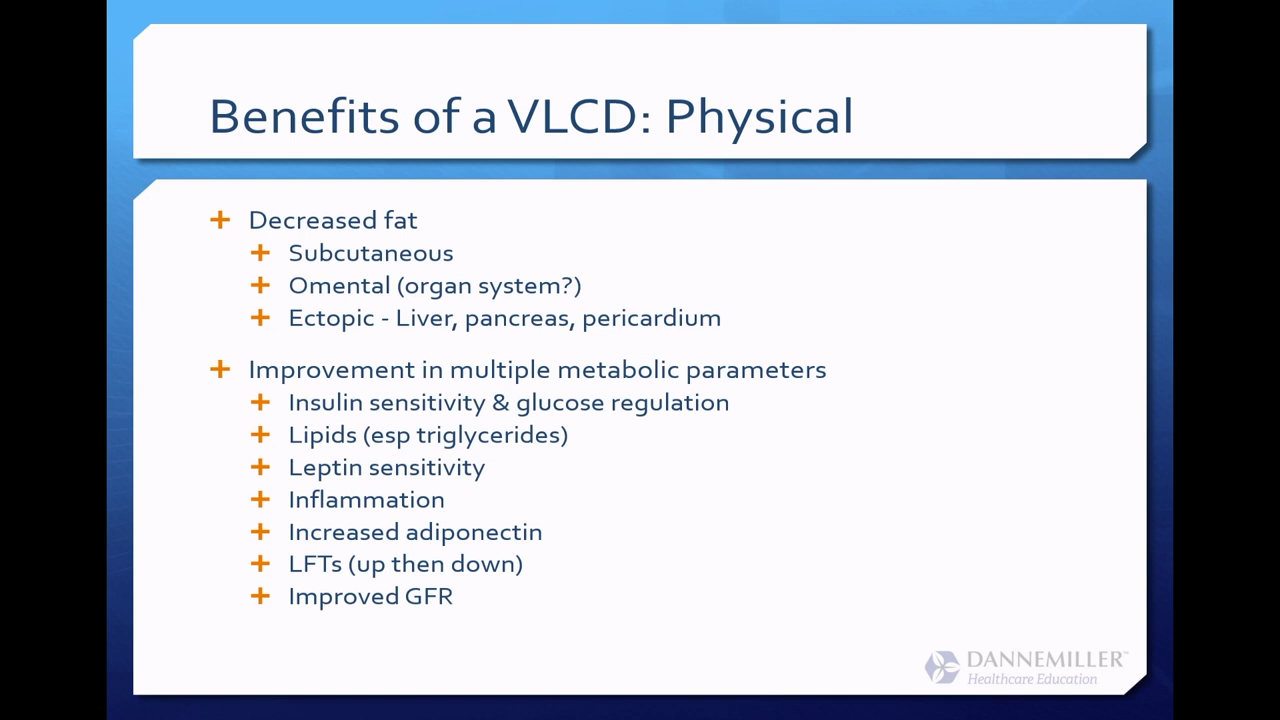 Benefits of a VLCD: Physical
Decreased fat
Subcutaneous
Omental (organ system?)
Ectopic - Liver, pancreas, pericardium
Improvement in multiple metabolic parameters
Insulin sensitivity & glucose regulation
Lipids (esp triglycerides)
Leptin sensitivity
Inflammation
Increased adiponectin
LFTs (up then down)
Improved GFR
DANNEMILLER™
Healthcare Education